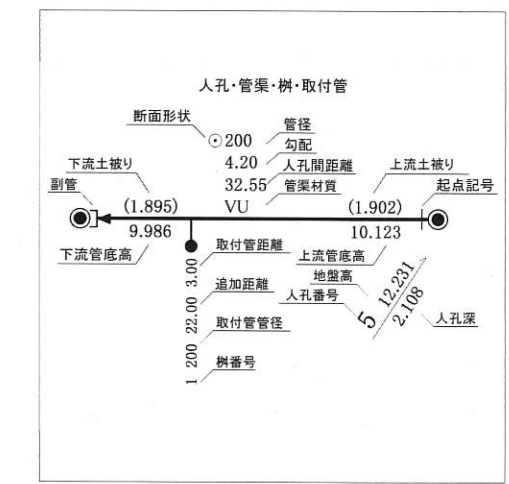 人孔・管渠・桝・取付管
断面形状
200
管径
4.20
勾配
下流土被り
32.55
人孔間距離
上流土被り
副管
(1.895)
VU
管渠材質
(1.902)
起点記号
9.986
10.123
下流管底高
取付管距離
上流管底高
3.00
地盤高
12.231
追加距離
人孔番号
5
2.108
人孔深
22.00
取付管管径
200
桝番号
1